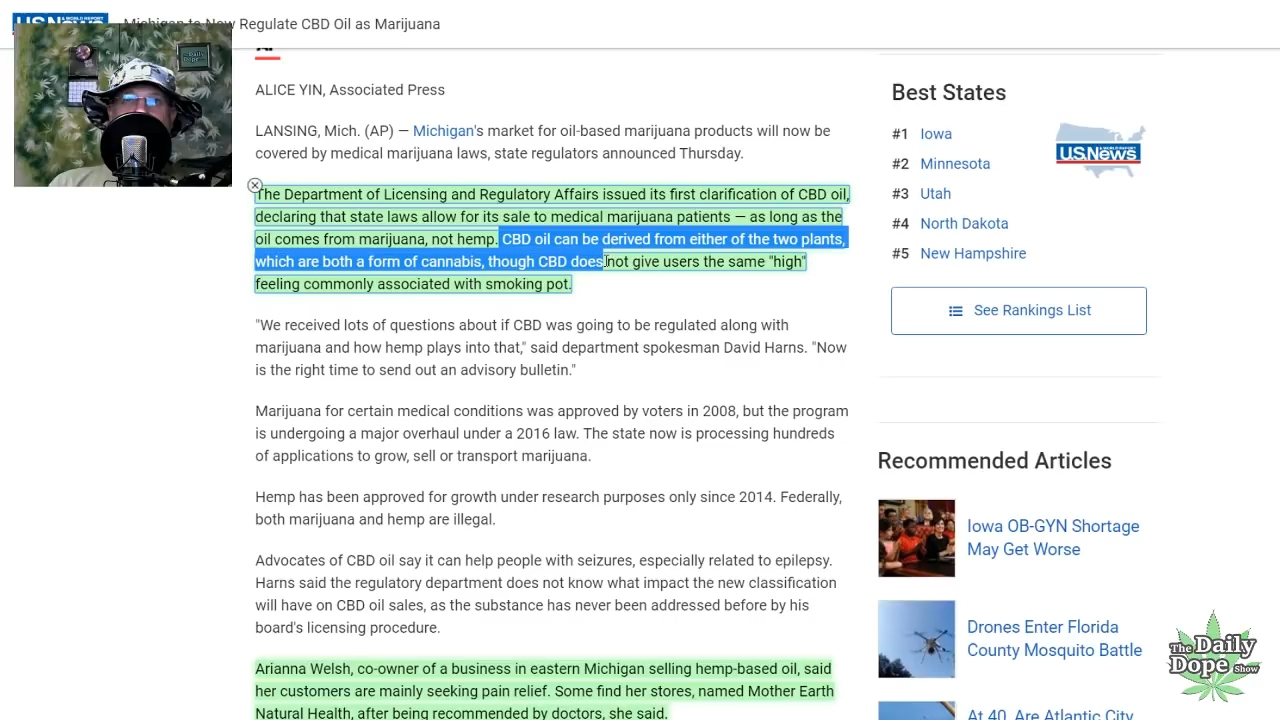 U.S.News
& WORLD REPORT
Michigan to Now Regulate CBD Oil as Marijuana
AP
ALICE YIN, Associated Press
LANSING, Mich. (AP) — Michigan's market for oil-based marijuana products will now be
covered by medical marijuana laws, state regulators announced Thursday.
The Department of Licensing and Regulatory Affairs issued its first clarification of CBD oil,
declaring that state laws allow for its sale to medical marijuana patients — as long as the
oil comes from marijuana, not hemp. CBD oil can be derived from either of the two plants,
which are both a form of cannabis, though CBD does not give users the same "high"
feeling commonly associated with smoking pot.
"We received lots of questions about if CBD was going to be regulated along with
marijuana and how hemp plays into that," said department spokesman David Harns. "Now
is the right time to send out an advisory bulletin."
Marijuana for certain medical conditions was approved by voters in 2008, but the program
is undergoing a major overhaul under a 2016 law. The state now is processing hundreds
of applications to grow, sell or transport marijuana.
Hemp has been approved for growth under research purposes only since 2014. Federally,
both marijuana and hemp are illegal.
Advocates of CBD oil say it can help people with seizures, especially related to epilepsy.
Harns said the regulatory department does not know what impact the new classification
will have on CBD oil sales, as the substance has never been addressed before by his
board's licensing procedure.
Arianna Welsh, co-owner of a business in eastern Michigan selling hemp-based oil, said
her customers are mainly seeking pain relief. Some find her stores, named Mother Earth
Natural Health, after being recommended by doctors, she said.
Best States
#1 Iowa
#2 Minnesota
#3 Utah
#4 North Dakota
#5 New Hampshire
U.S.News
See Rankings List
Recommended Articles
Iowa OB-GYN Shortage
May Get Worse
Drones Enter Florida
County Mosquito Battle
At 40, Are Atlantic City
The Daily
Dope Show